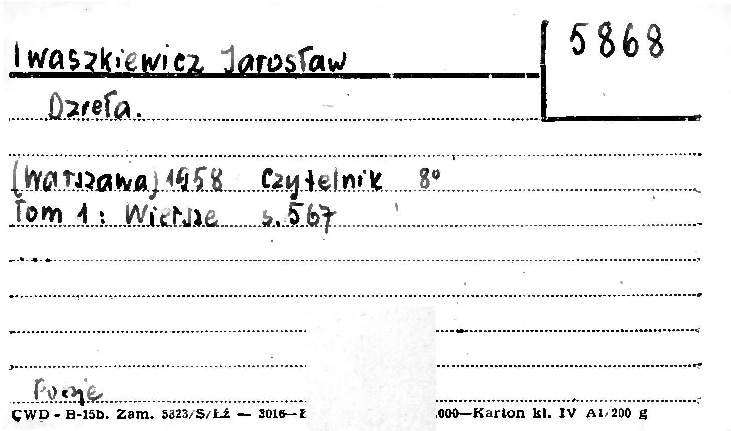 Iwaszkiewicz Jarosław
5868
Dzieła.
[Warszawa] 1958 Czytelnik 8°
Tom 1: Wiersze s. 567
Poezje
CWD - H-15b. Zam. 5823/S/Łż — 3016—
.000—Karton kl. IV A1/200 g